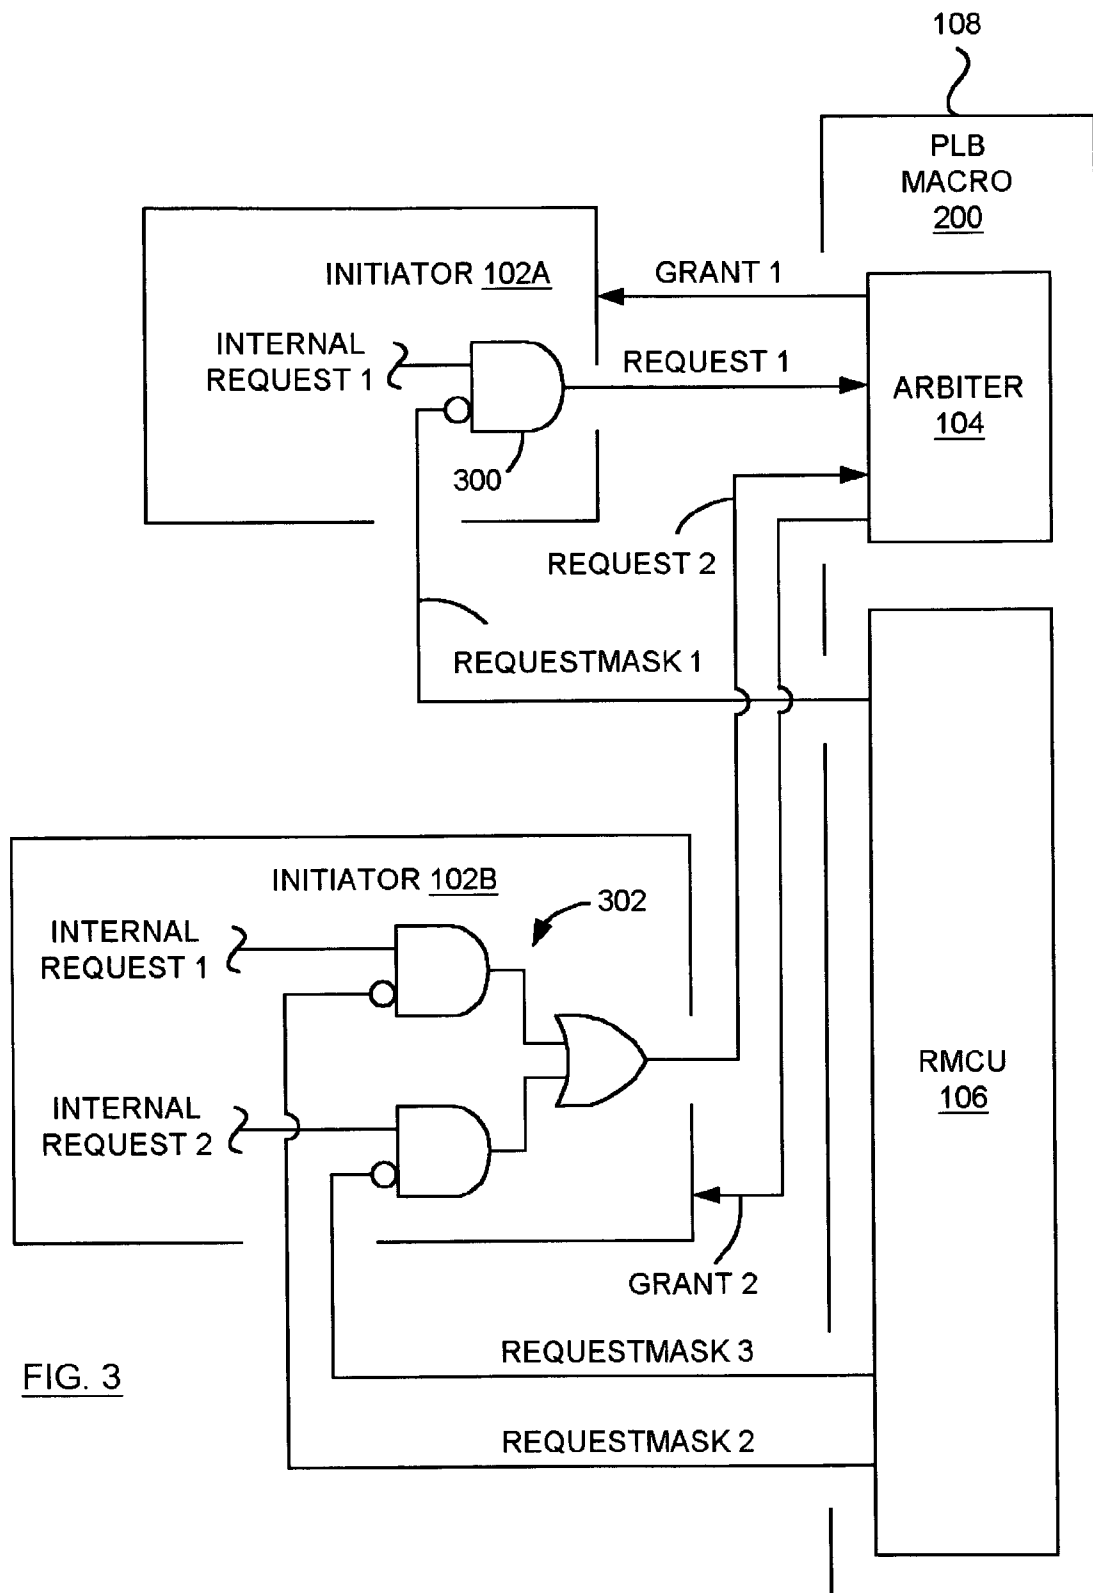 108
PLB
MACRO
200
INITIATOR 102A
GRANT 1
INTERNAL
REQUEST 1
REQUEST 1
ARBITER
104
300
REQUEST 2
REQUESTMASK 1
INITIATOR 102B
302
INTERNAL
REQUEST 1
RMCU
106
INTERNAL
REQUEST 2
GRANT 2
REQUESTMASK 3
FIG. 3
REQUESTMASK 2